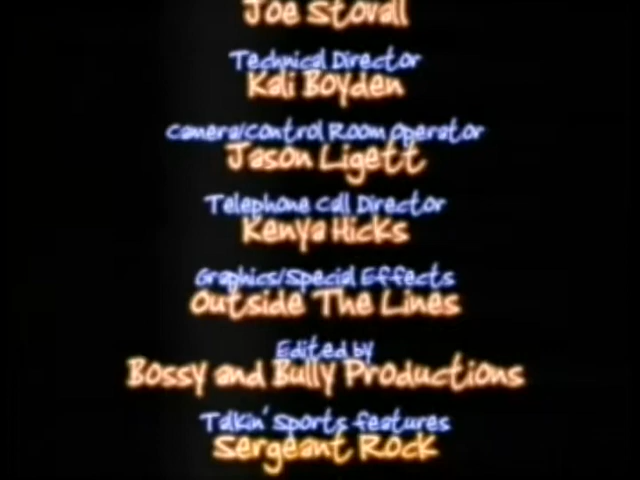 Joe Stovall
Technical Director
Kali Boyden
Camera/Control Room Operator
Jason Ligett
Telephone Call Director
Kenya Hicks
Graphics/Special Effects
Outside The Lines
Edited by
Bossy and Bully Productions
Talkin' sports features
Sergeant Rock